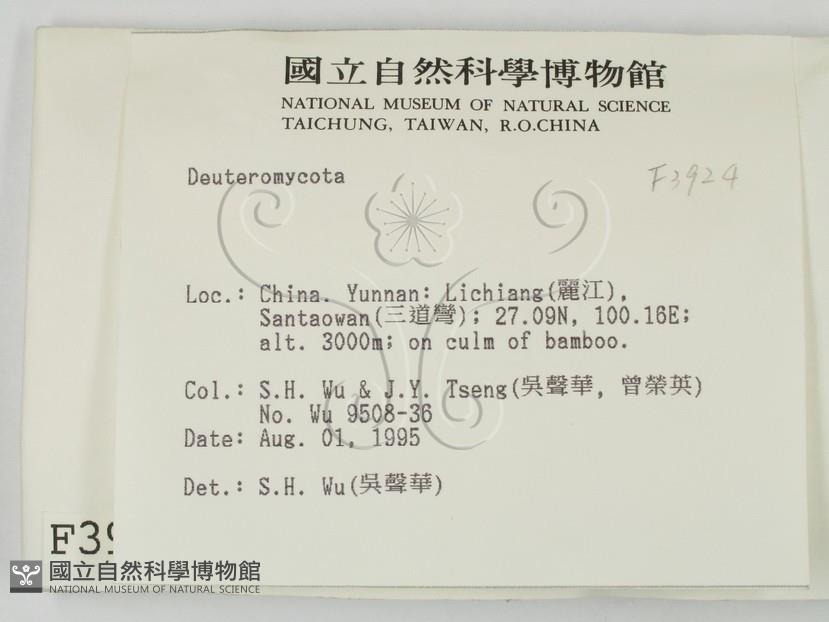 國立自然科學博物館
NATIONAL MUSEUM OF NATURAL SCIENCE
TAICHUNG, TAIWAN, R.O.CHINA
Deuteromycota
F3924
Loc.: China. Yunnan: Lichiang(麗江),
Santaowan(三道彎); 27.09N, 100.16E;
alt. 3000m; on culm of bamboo.
Col.: S.H. Wu & J.Y. Tseng(吳聲華, 曾榮英)
No. Wu 9508-36
Date: Aug. 01, 1995
Det.: S.H. Wu(吳聲華)
F39
國立自然科學博物館
NATIONAL MUSEUM OF NATURAL SCIENCE